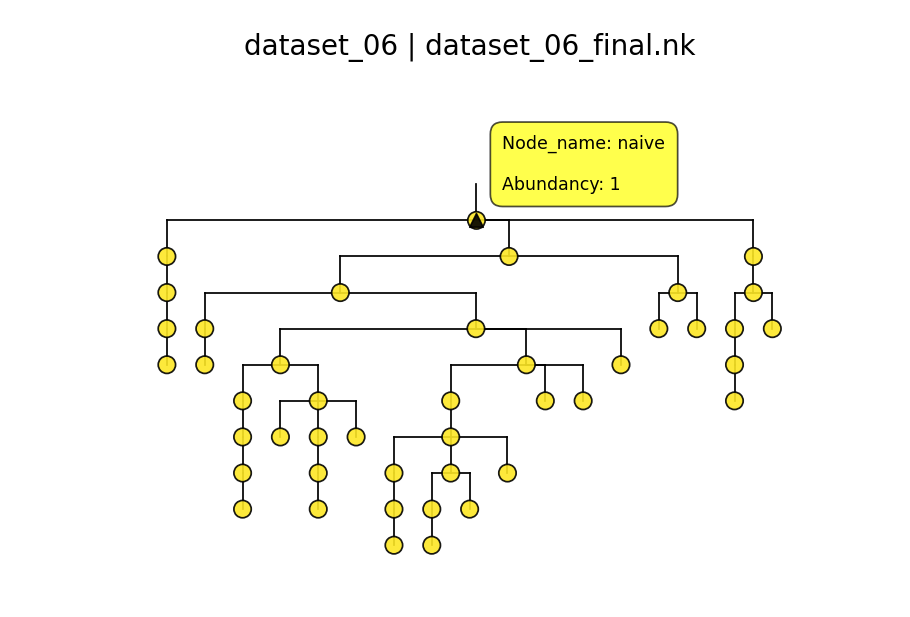 dataset_06 | dataset_06_final.nk
Node_name: naive
Abundancy: 1